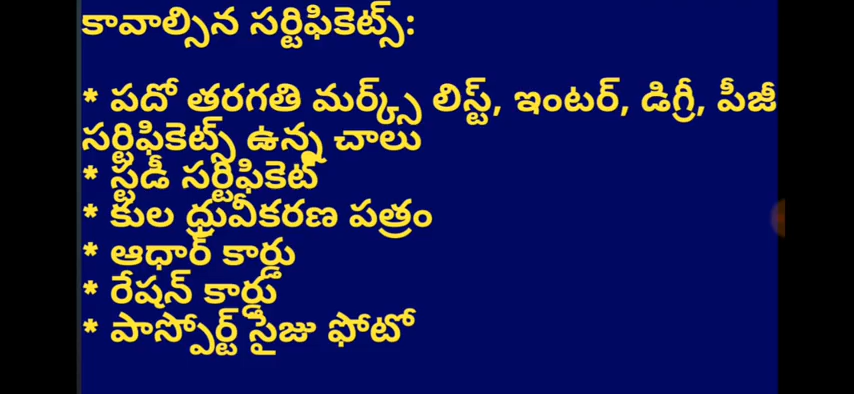 కావాల్సిన సర్టిఫికెట్స్:
* పదో తరగతి మర్క్స్ లిస్ట్, ఇంటర్, డిగ్రీ, పీజీ
సర్టిఫికెట్స్ ఉన్న చాలు
* స్టడీ సర్టిఫికెట్
* కుల ధ్రువీకరణ పత్రం
* ఆధార్ కార్డు
* రేషన్ కార్డు
* పాస్పోర్ట్ సైజు ఫోటో